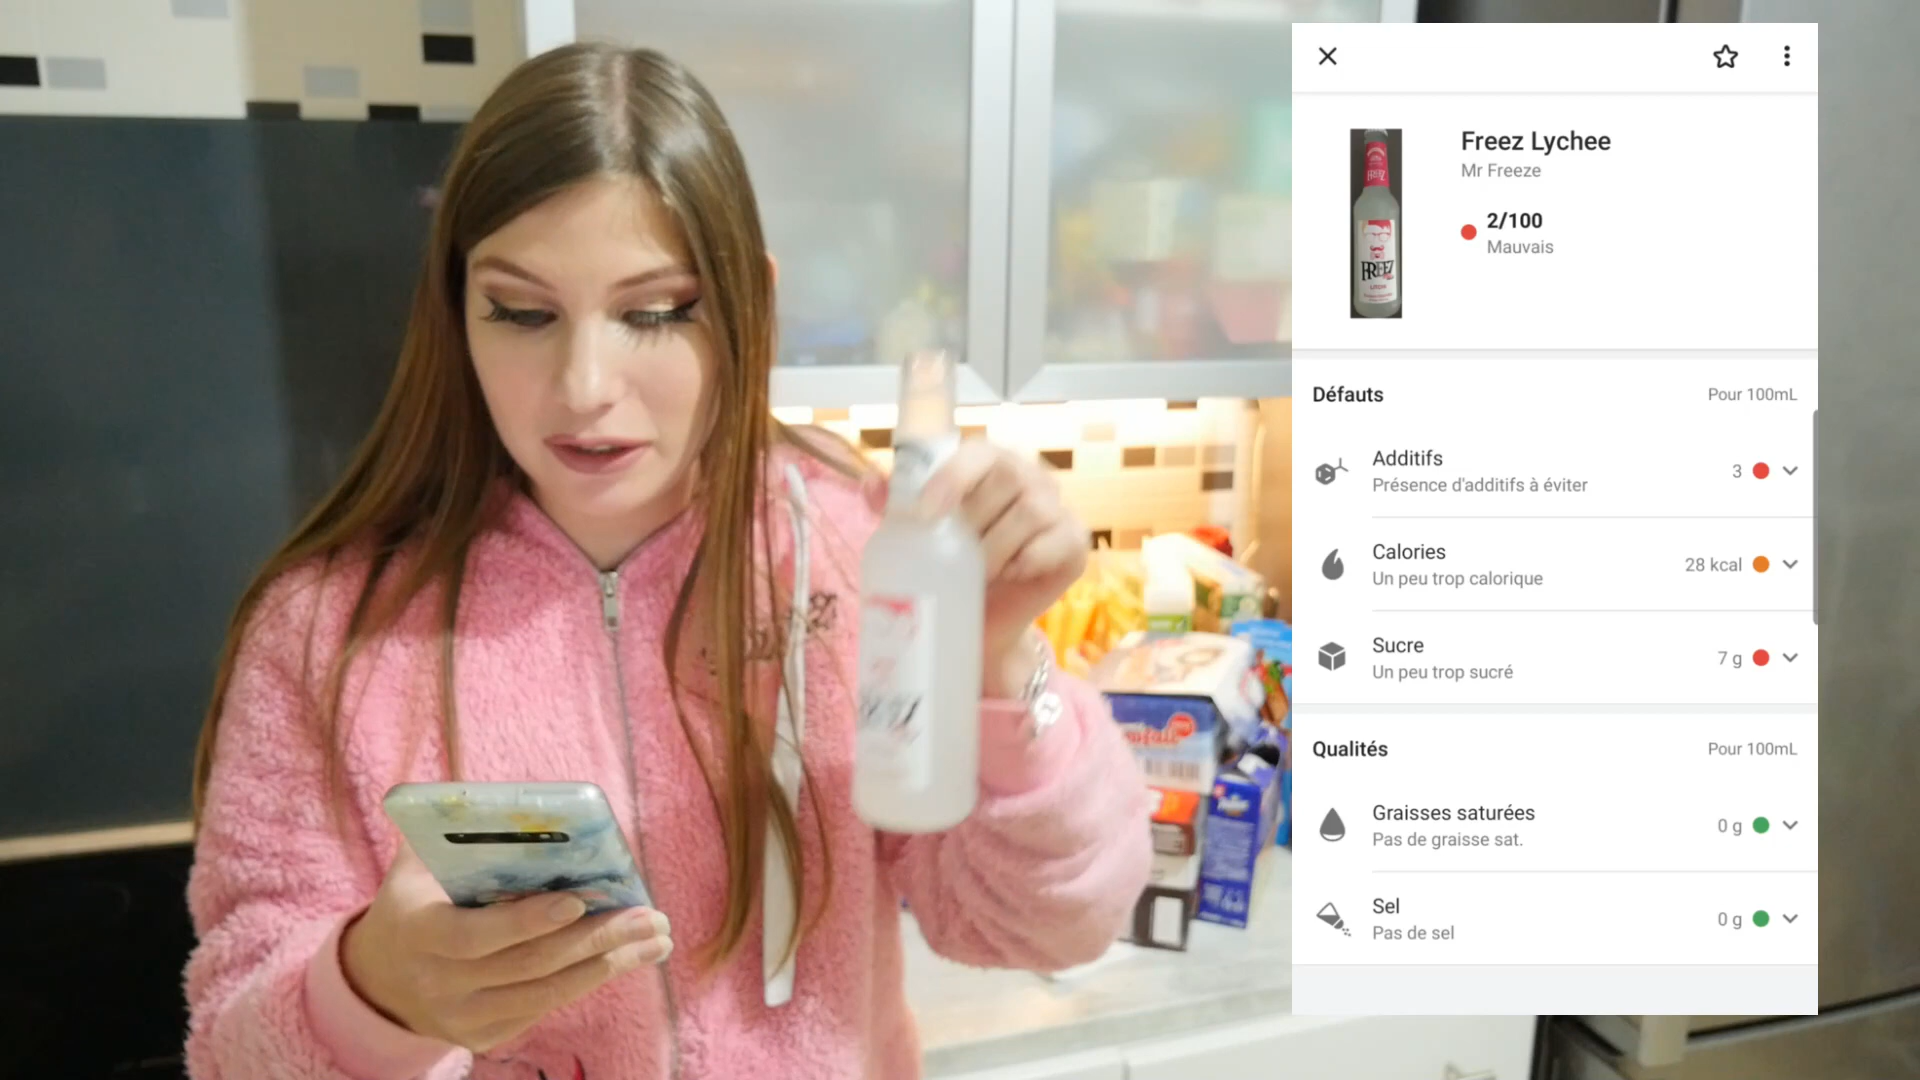 Freez Lychee
Mr Freeze
2/100
Mauvais
FREEZ
Défauts
Pour 100mL
Additifs
3
Présence d'additifs à éviter
Calories
28 kcal
Un peu trop calorique
Sucre
7 g
Un peu trop sucré
Qualités
Pour 100mL
Graisses saturées
0 g
Pas de graisse sat.
Sel
0 g
Pas de sel